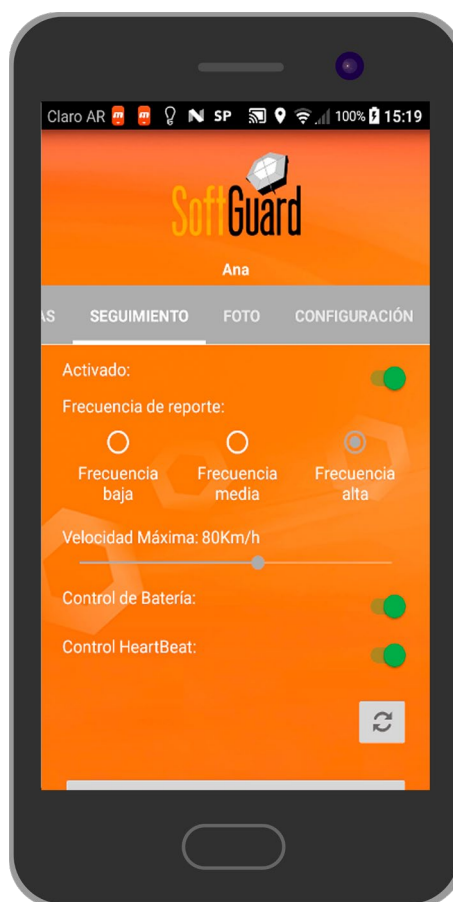 Claro AR SP 100% 15:19
SoftGuard
Ana
AS SEGUIMIENTO FOTO CONFIGURACIÓN
Activado:
Frecuencia de reporte:
Frecuencia baja Frecuencia media Frecuencia alta
Velocidad Máxima: 80Km/h
Control de Batería:
Control HeartBeat: